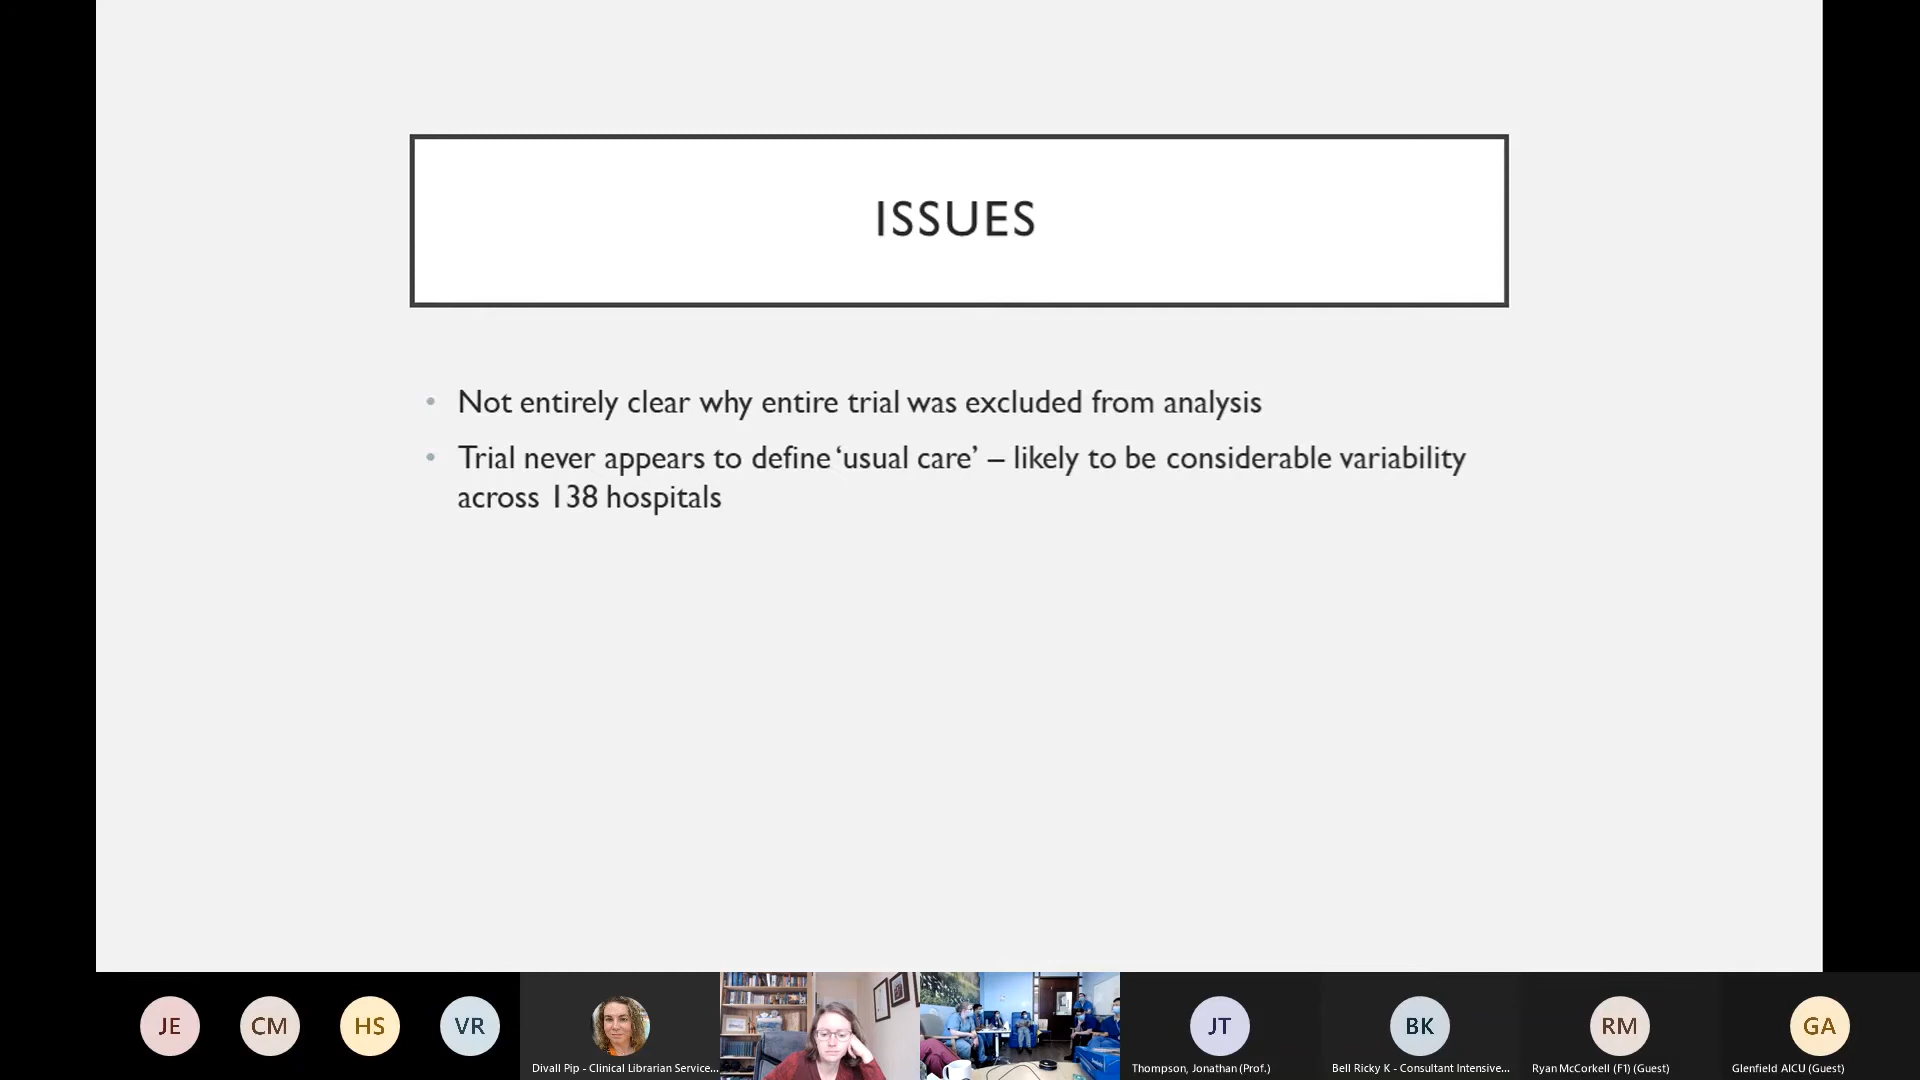 ISSUES
• Not entirely clear why entire trial was excluded from analysis
• Trial never appears to define ‘usual care’ – likely to be considerable variability
across 138 hospitals
JE
CM
HS
VR
JT
BK
RM
GA
Divall Pip - Clinical Librarian Service...
Thompson, Jonathan (Prof.)
Bell Ricky K - Consultant Intensive...
Ryan McCorkell (F1) (Guest)
Glenfield AICU (Guest)